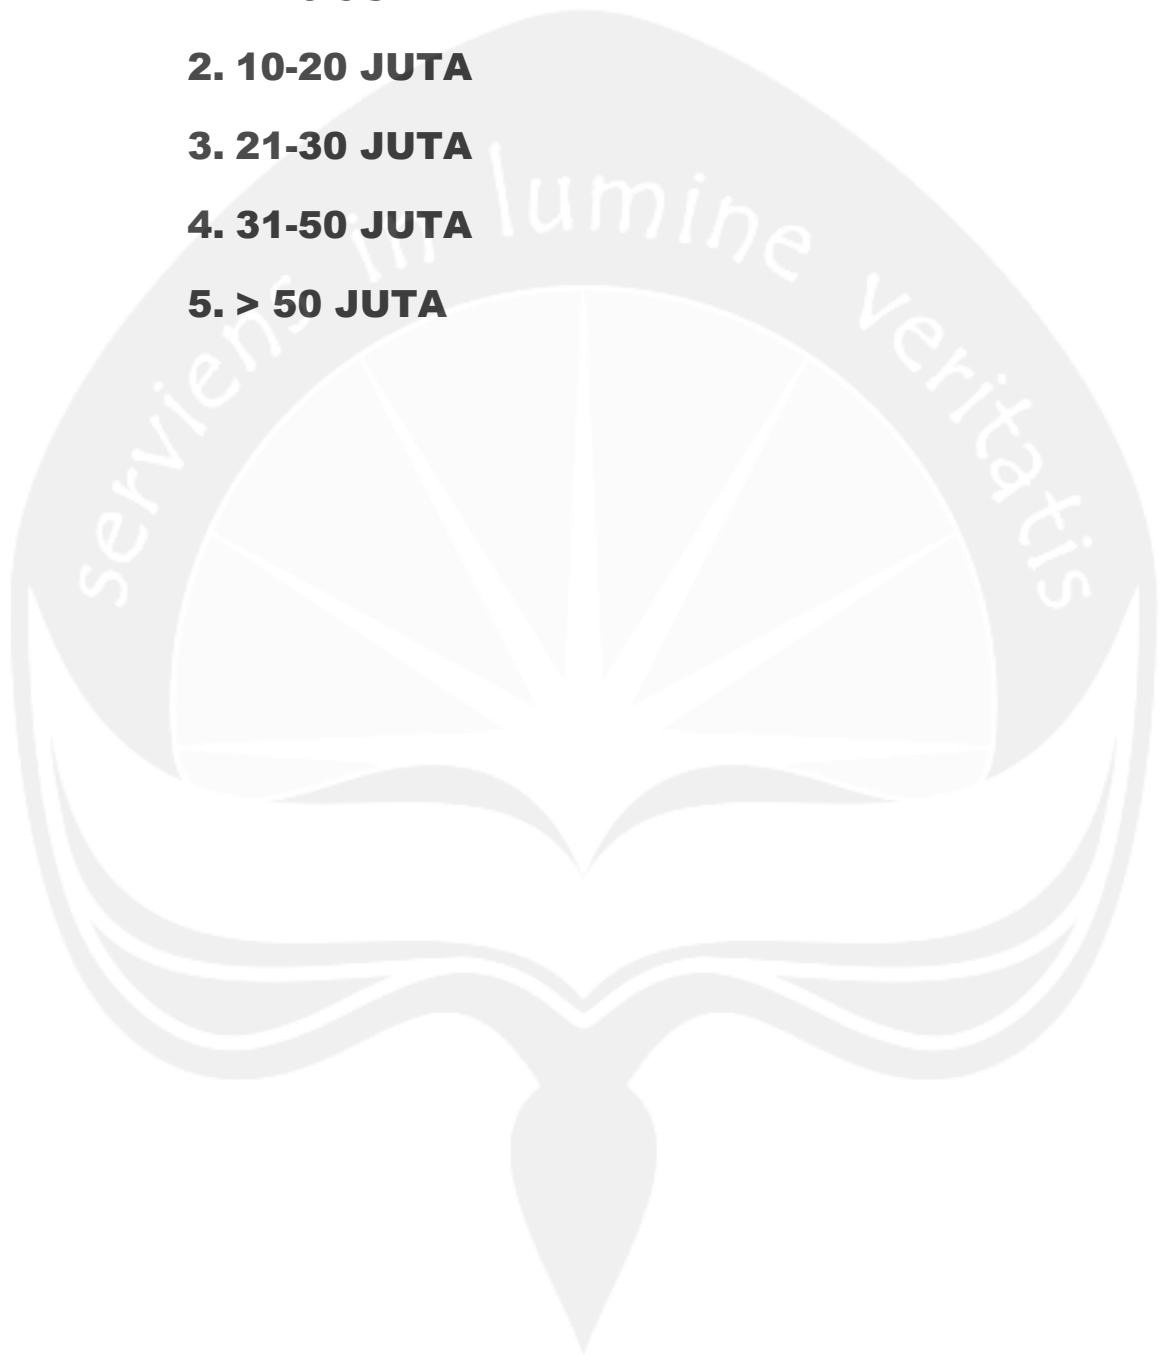 2. 10-20 JUTA
3. 21-30 JUTA
4. 31-50 JUTA
5. > 50 JUTA
serviens in lumine veritatis